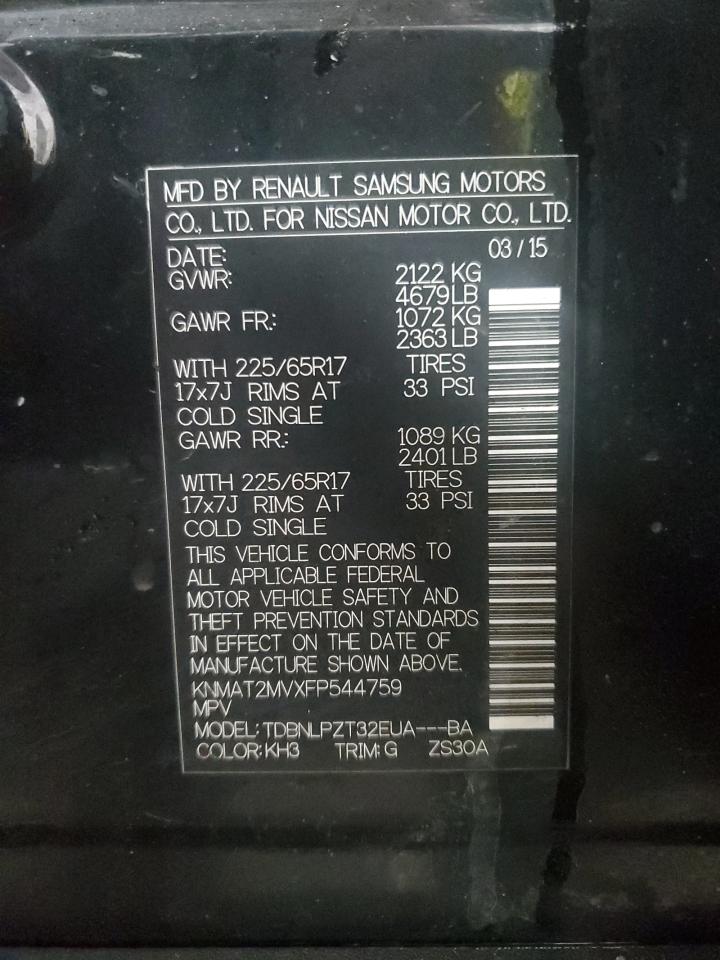 MFD BY RENAULT SAMSUNG MOTORS
CO., LTD. FOR NISSAN MOTOR CO., LTD.
DATE: 03/15
GVWR: 2122 KG
4679 LB
GAWR FR.: 1072 KG
2363 LB
WITH 225/65R17 TIRES
17x7J RIMS AT 33 PSI
COLD SINGLE
GAWR RR.: 1089 KG
2401 LB
WITH 225/65R17 TIRES
17x7J RIMS AT 33 PSI
COLD SINGLE
THIS VEHICLE CONFORMS TO
ALL APPLICABLE FEDERAL
MOTOR VEHICLE SAFETY AND
THEFT PREVENTION STANDARDS
IN EFFECT ON THE DATE OF
MANUFACTURE SHOWN ABOVE.
KNMAT2MVXFP544759
MPV
MODEL: TDBNLPZT32EUA---BA
COLOR: KH3 TRIM: G ZS30A